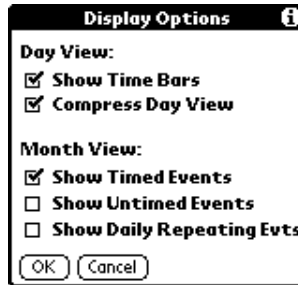 Display Options
Day View:
Show Time Bars
Compress Day View
Month View:
Show Timed Events
Show Untimed Events
Show Daily Repeating Evts
OK Cancel